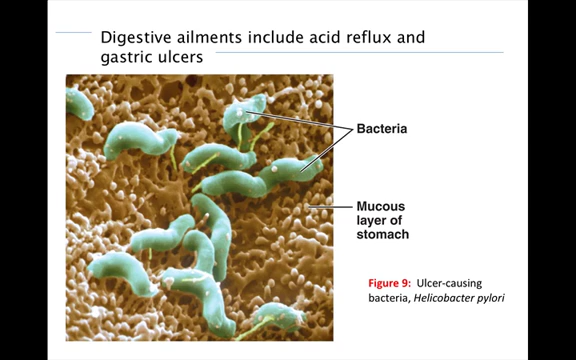 Digestive ailments include acid reflux and
gastric ulcers
Bacteria
Mucous
layer of
stomach
Figure 9: Ulcer-causing
bacteria, Helicobacter pylori